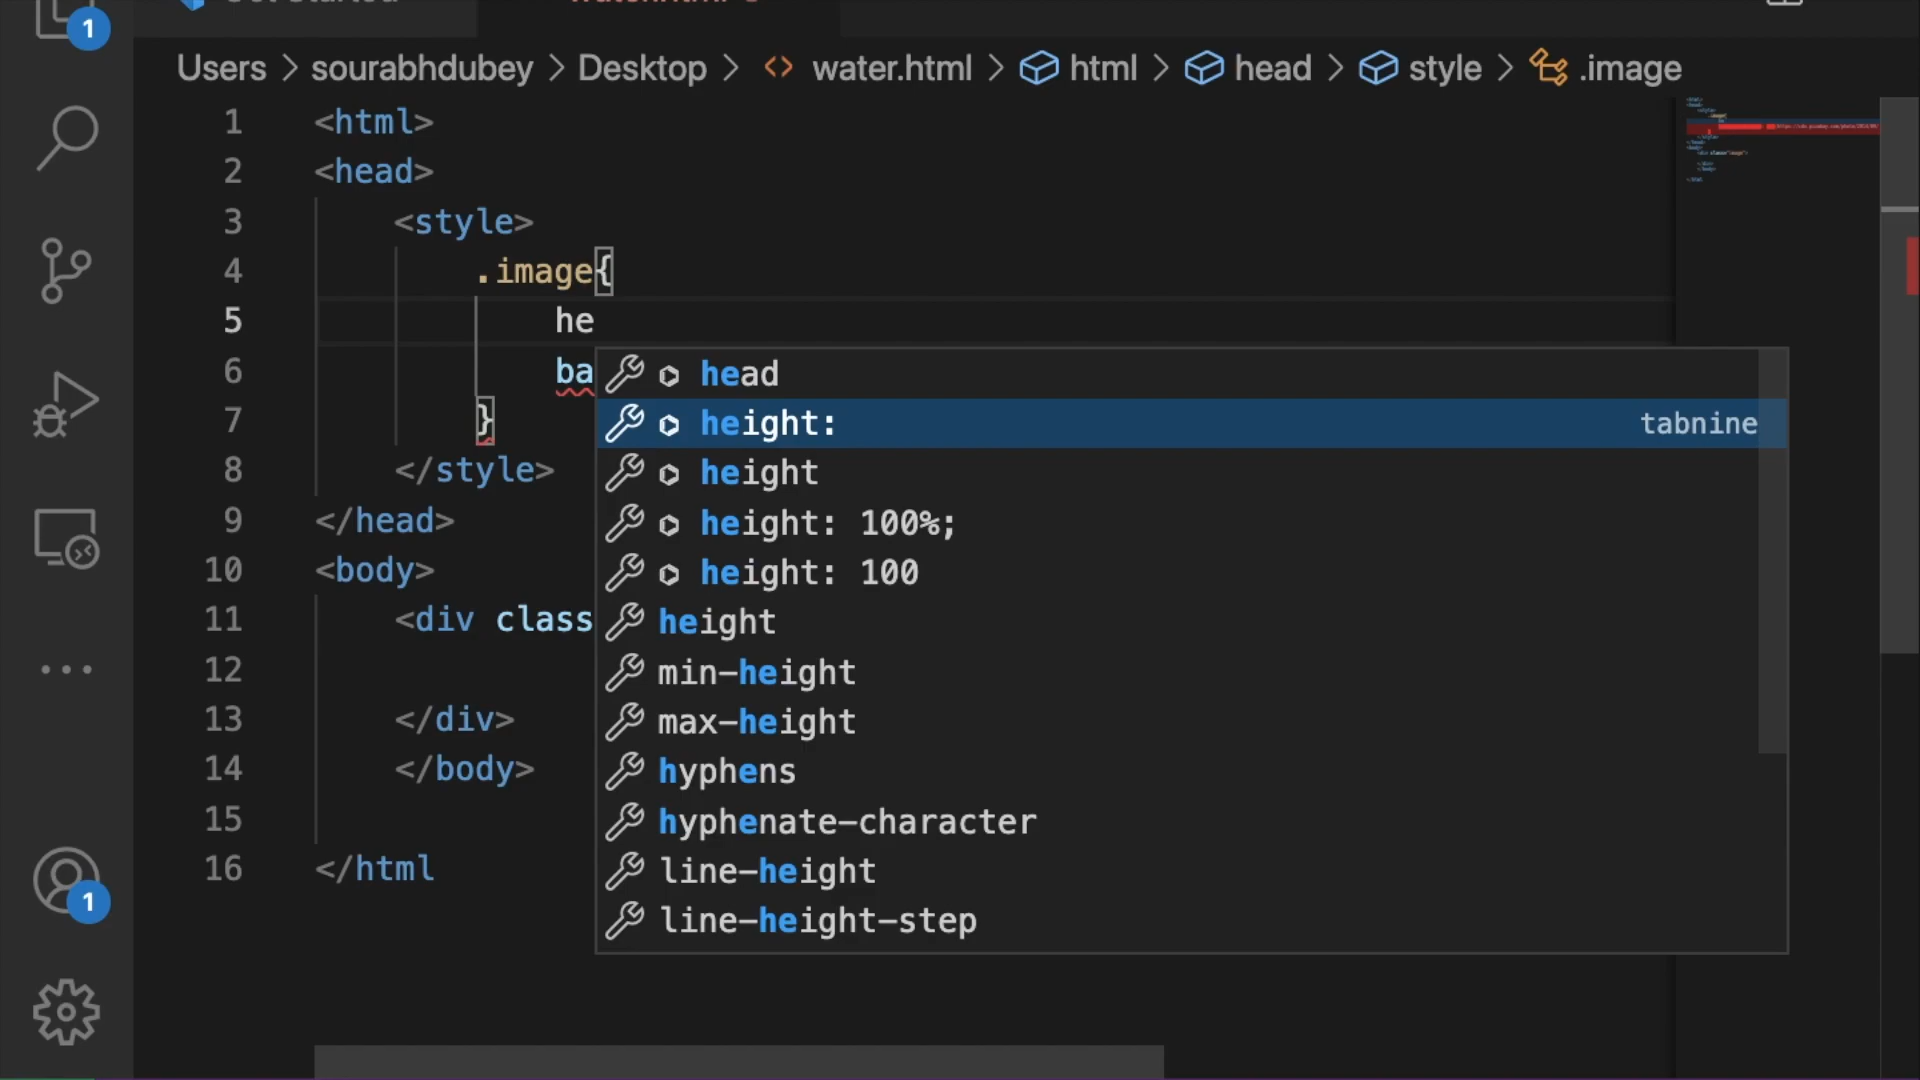 1
Users > sourabhdubey > Desktop > <> water.html > html > head > style > .image
1 <html>
2 <head>
3 <style>
4 .image{
5 he
6 ba
7 }
8 </style>
9 </head>
10 <body>
11 <div class
12
13 </div>
14 </body>
15
16 </html
head
height: tabnine
height
height: 100%;
height: 100
height
min-height
max-height
hyphens
hyphenate-character
line-height
line-height-step
1